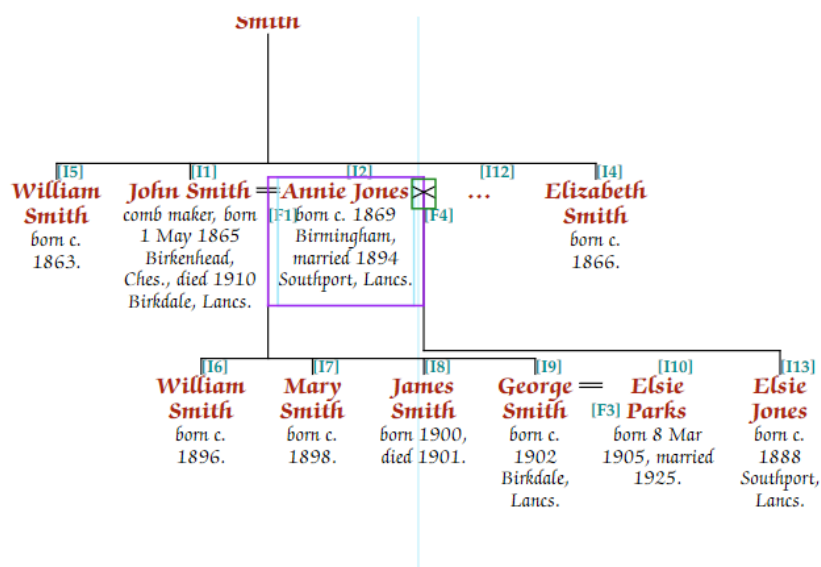 Smith
[I5] [I1] [I2] [I12] [I4]
William Smith
born c. 1863.
John Smith = Annie Jones × ... Elizabeth Smith
comb maker, born 1 May 1865 Birkenhead, Ches., died 1910 Birkdale, Lancs.
[F1] born c. 1869 Birmingham, married 1894 Southport, Lancs.
[F4]
born c. 1866.
[I6] [I7] [I8] [I9] [I10] [I13]
William Smith
born c. 1896.
Mary Smith
born c. 1898.
James Smith
born 1900, died 1901.
George Smith = Elsie Parks
born c. 1902 Birkdale, Lancs.
[F3]
born 8 Mar 1905, married 1925.
Elsie Jones
born c. 1888 Southport, Lancs.